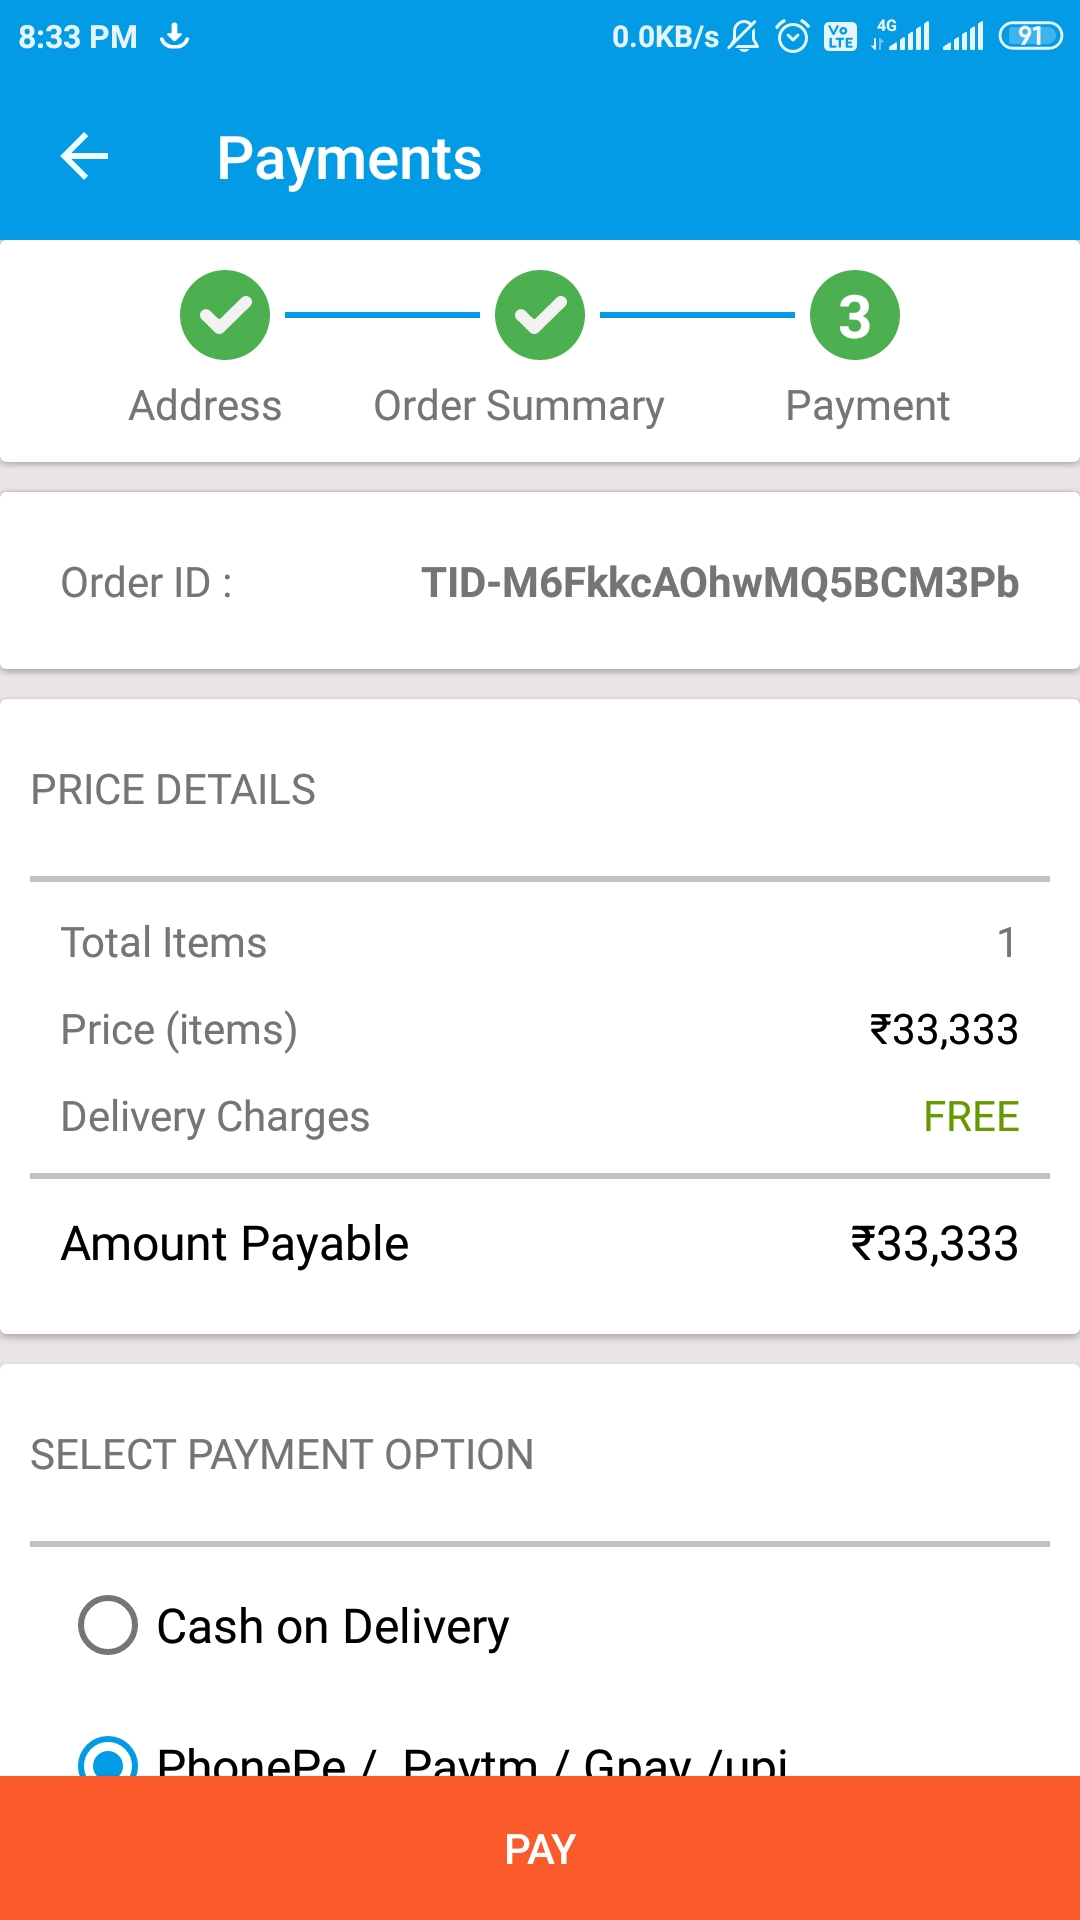 8:33 PM 0.0KB/s Vo LTE 4G 91
Payments
3
Address Order Summary Payment
Order ID : TID-M6FkkcAOhwMQ5BCM3Pb
PRICE DETAILS
Total Items 1
Price (items) ₹33,333
Delivery Charges FREE
Amount Payable ₹33,333
SELECT PAYMENT OPTION
Cash on Delivery
PhonePe / Paytm / Gpay /upi
PAY